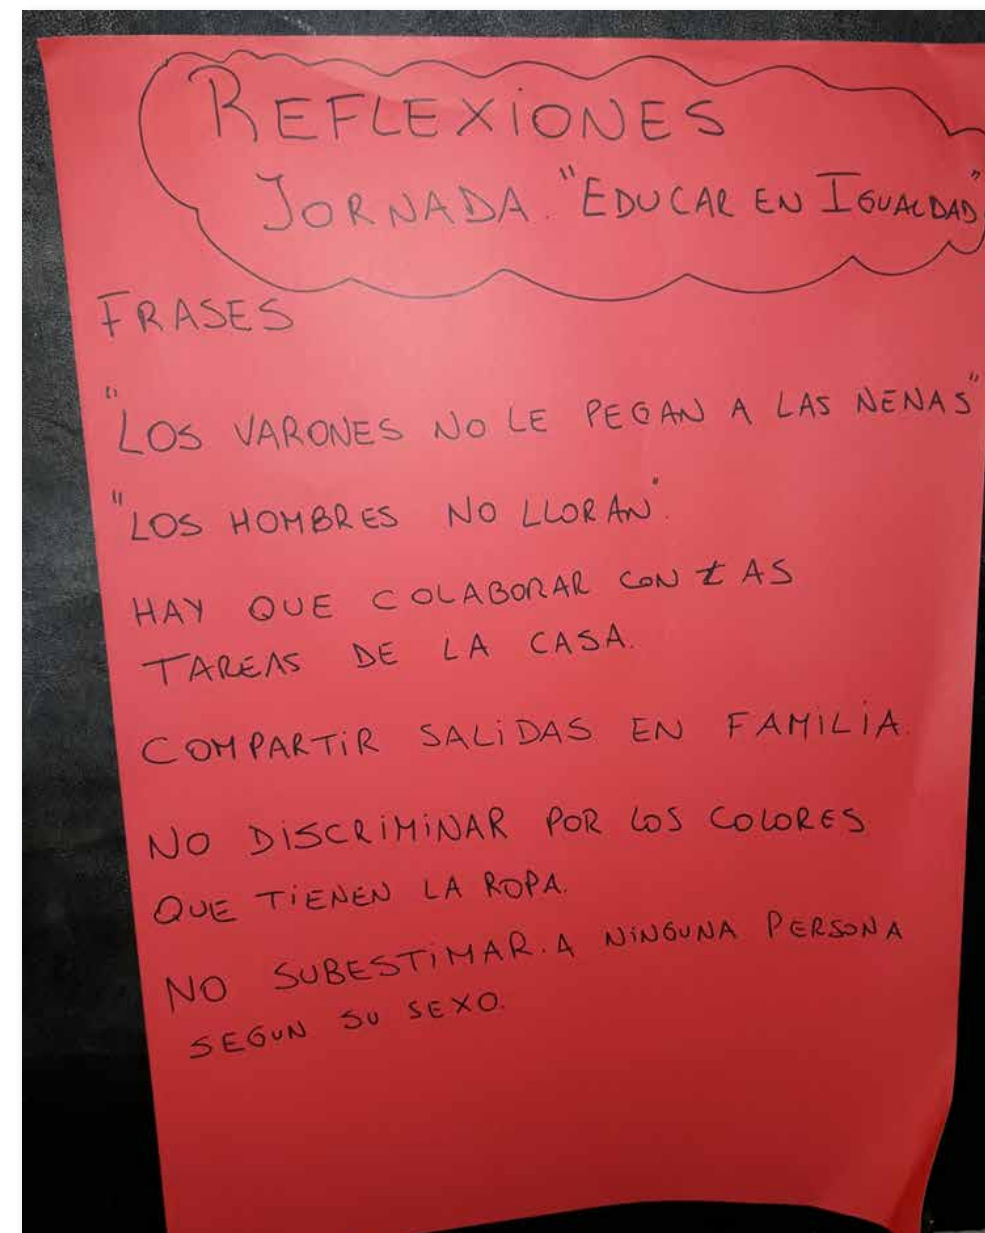 REFLEXIONES
JORNADA. "EDUCAR EN IGUALDAD"
FRASES
"LOS VARONES NO LE PEGAN A LAS NENAS"
"LOS HOMBRES NO LLORAN".
HAY QUE COLABORAR CON LAS
TAREAS DE LA CASA.
COMPARTIR SALIDAS EN FAMILIA.
NO DISCRIMINAR POR LOS COLORES
QUE TIENEN LA ROPA.
NO SUBESTIMAR. A NINGUNA PERSONA
SEGUN SU SEXO.